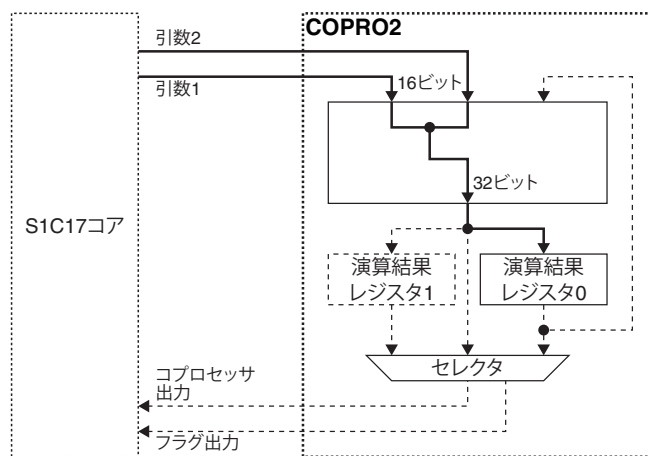 COPRO2
引数2
引数1
16ビット
32ビット
S1C17コア
演算結果
レジスタ1
演算結果
レジスタ0
セレクタ
コプロセッサ
出力
フラグ出力